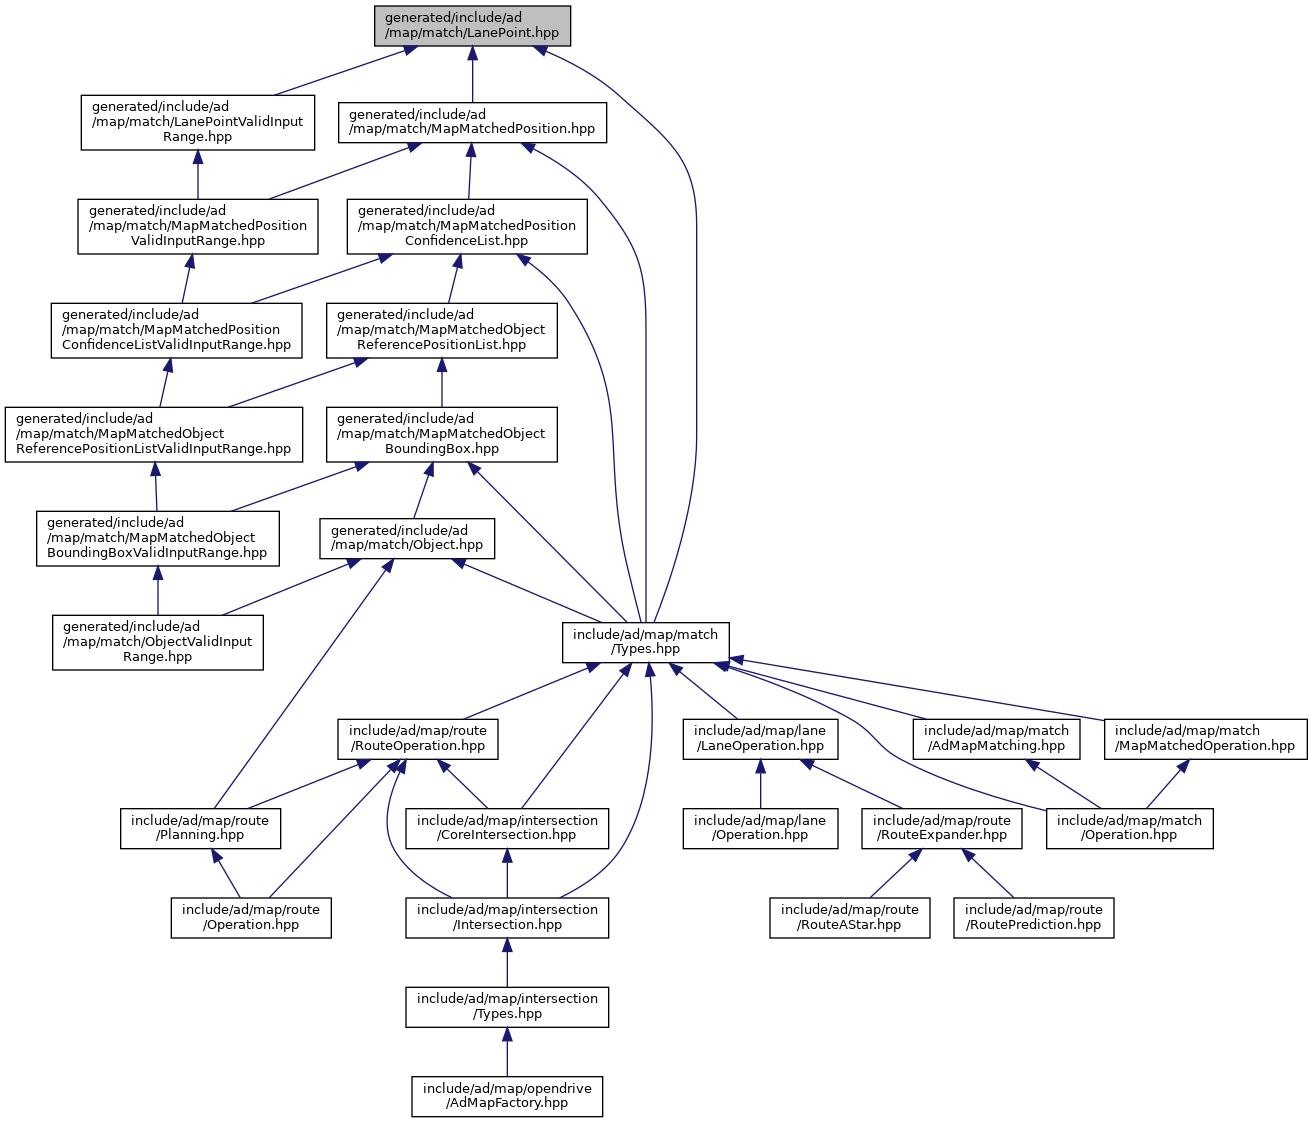 generated/include/ad
/map/match/LanePoint.hpp
generated/include/ad
/map/match/LanePointValidInput
Range.hpp
generated/include/ad
/map/match/MapMatchedPosition.hpp
generated/include/ad
/map/match/MapMatchedPosition
ValidInputRange.hpp
generated/include/ad
/map/match/MapMatchedPosition
ConfidenceList.hpp
generated/include/ad
/map/match/MapMatchedPosition
ConfidenceListValidInputRange.hpp
generated/include/ad
/map/match/MapMatchedObject
ReferencePositionList.hpp
generated/include/ad
/map/match/MapMatchedObject
ReferencePositionListValidInputRange.hpp
generated/include/ad
/map/match/MapMatchedObject
BoundingBox.hpp
generated/include/ad
/map/match/MapMatchedObject
BoundingBoxValidInputRange.hpp
generated/include/ad
/map/match/Object.hpp
generated/include/ad
/map/match/ObjectValidInput
Range.hpp
include/ad/map/match
/Types.hpp
include/ad/map/route
/RouteOperation.hpp
include/ad/map/lane
/LaneOperation.hpp
include/ad/map/match
/AdMapMatching.hpp
include/ad/map/match
/MapMatchedOperation.hpp
include/ad/map/route
/Planning.hpp
include/ad/map/intersection
/CoreIntersection.hpp
include/ad/map/lane
/Operation.hpp
include/ad/map/route
/RouteExpander.hpp
include/ad/map/match
/Operation.hpp
include/ad/map/route
/Operation.hpp
include/ad/map/intersection
/Intersection.hpp
include/ad/map/route
/RouteAStar.hpp
include/ad/map/route
/RoutePrediction.hpp
include/ad/map/intersection
/Types.hpp
include/ad/map/opendrive
/AdMapFactory.hpp